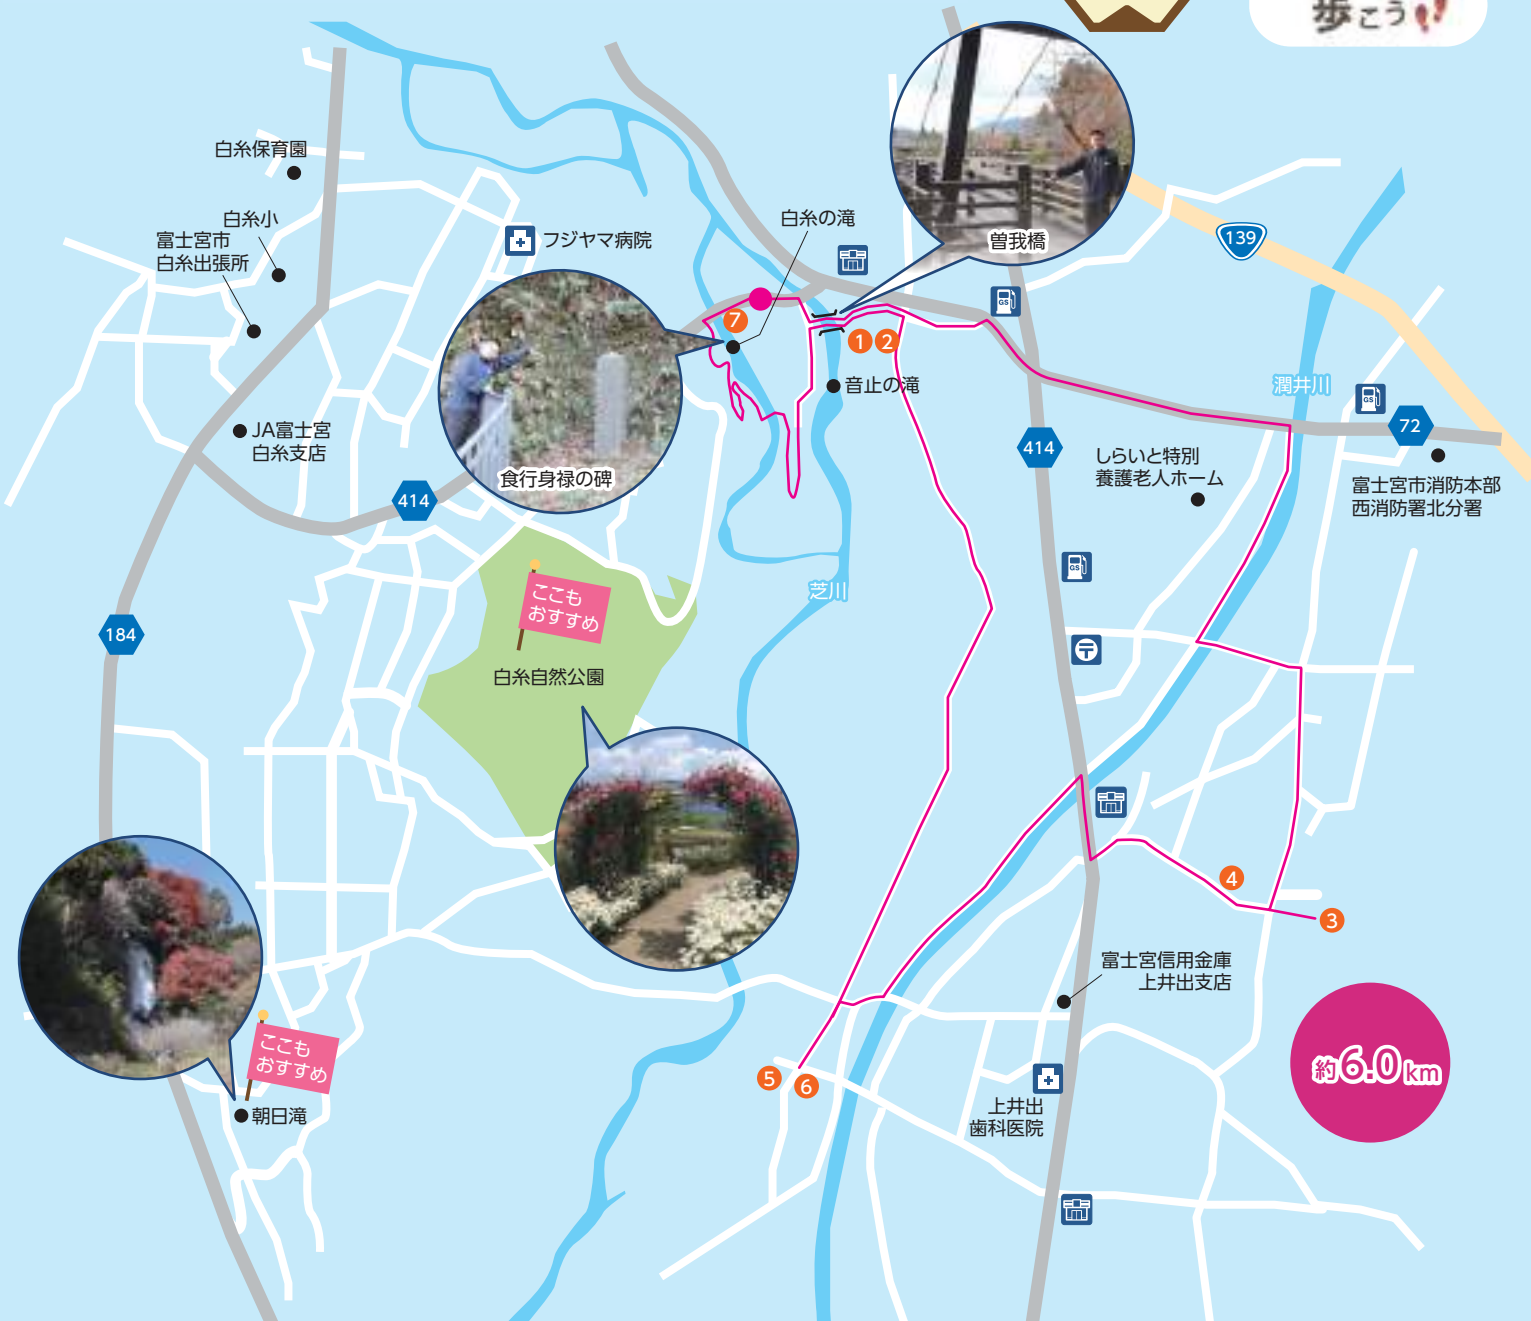 歩こう
139
白糸保育園
白糸小
富士宮市
白糸出張所
フジヤマ病院
白糸の滝
曽我橋
GS
7
1 2
音止の滝
潤井川
GS
72
JA富士宮
白糸支店
414
食行身禄の碑
414
しらいと特別
養護老人ホーム
富士宮市消防本部
西消防署北分署
GS
芝川
ここも
おすすめ
184
〒
白糸自然公園
4
3
富士宮信用金庫
上井出支店
ここも
おすすめ
約6.0km
5
6
朝日滝
上井出
歯科医院